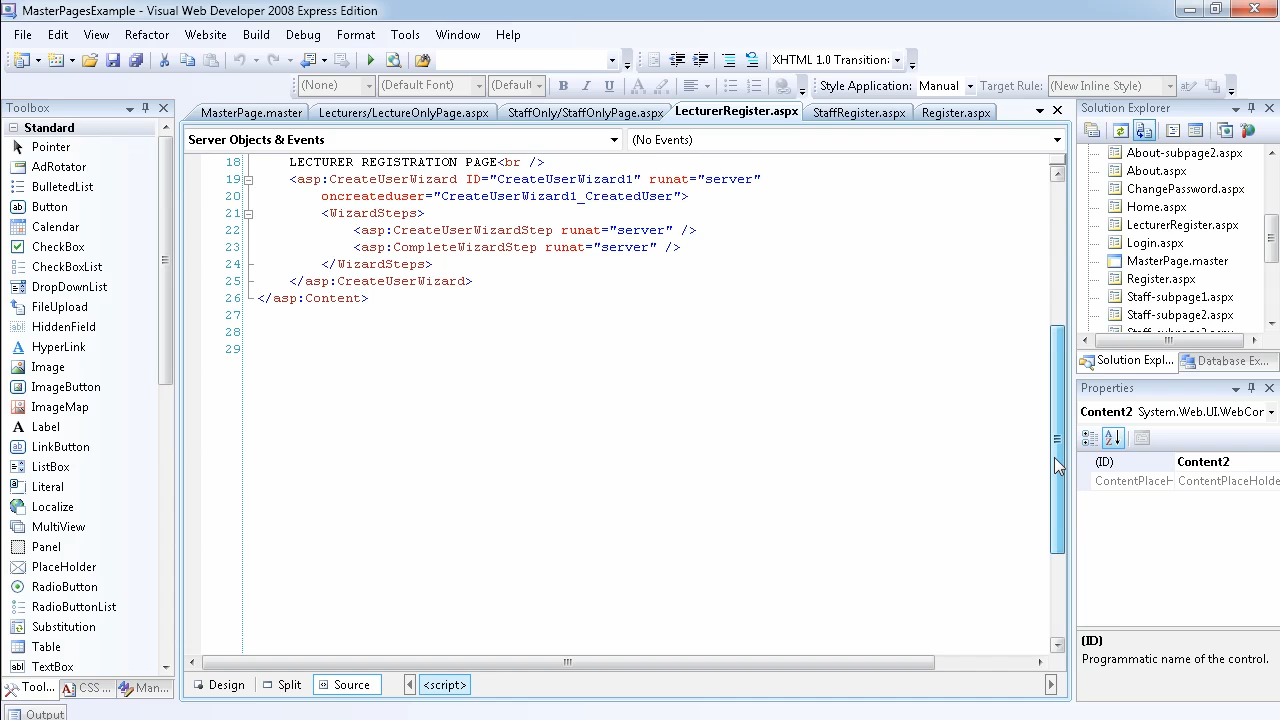 MasterPagesExample - Visual Web Developer 2008 Express Edition
File Edit View Refactor Website Build Debug Format Tools Window Help
XHTML 1.0 Transition:
(None) (Default Font) (Default B I U A Style Application: Manual Target Rule: (New Inline Style)
Toolbox
Standard
Pointer
AdRotator
BulletedList
Button
Calendar
CheckBox
CheckBoxList
DropDownList
FileUpload
HiddenField
HyperLink
Image
ImageButton
ImageMap
Label
LinkButton
ListBox
Literal
Localize
MultiView
Panel
PlaceHolder
RadioButton
RadioButtonList
Substitution
Table
TextBox
Tool... CSS ... Man...
Output
MasterPage.master Lecturers/LectureOnlyPage.aspx StaffOnly/StaffOnlyPage.aspx LecturerRegister.aspx StaffRegister.aspx Register.aspx
Server Objects & Events (No Events)
18 LECTURER REGISTRATION PAGE<br />
19 <asp:CreateUserWizard ID="CreateUserWizard1" runat="server"
20 oncreateduser="CreateUserWizard1_CreatedUser">
21 <WizardSteps>
22 <asp:CreateUserWizardStep runat="server" />
23 <asp:CompleteWizardStep runat="server" />
24 </WizardSteps>
25 </asp:CreateUserWizard>
26 </asp:Content>
27
28
29
Design Split Source <script>
Solution Explorer
About-subpage2.aspx
About.aspx
ChangePassword.aspx
Home.aspx
LecturerRegister.aspx
Login.aspx
MasterPage.master
Register.aspx
Staff-subpage1.aspx
Staff-subpage2.aspx
Solution Expl... Database Ex...
Properties
Content2 System.Web.UI.WebCor
(ID) Content2
ContentPlaceH ContentPlaceHolde
(ID)
Programmatic name of the control.